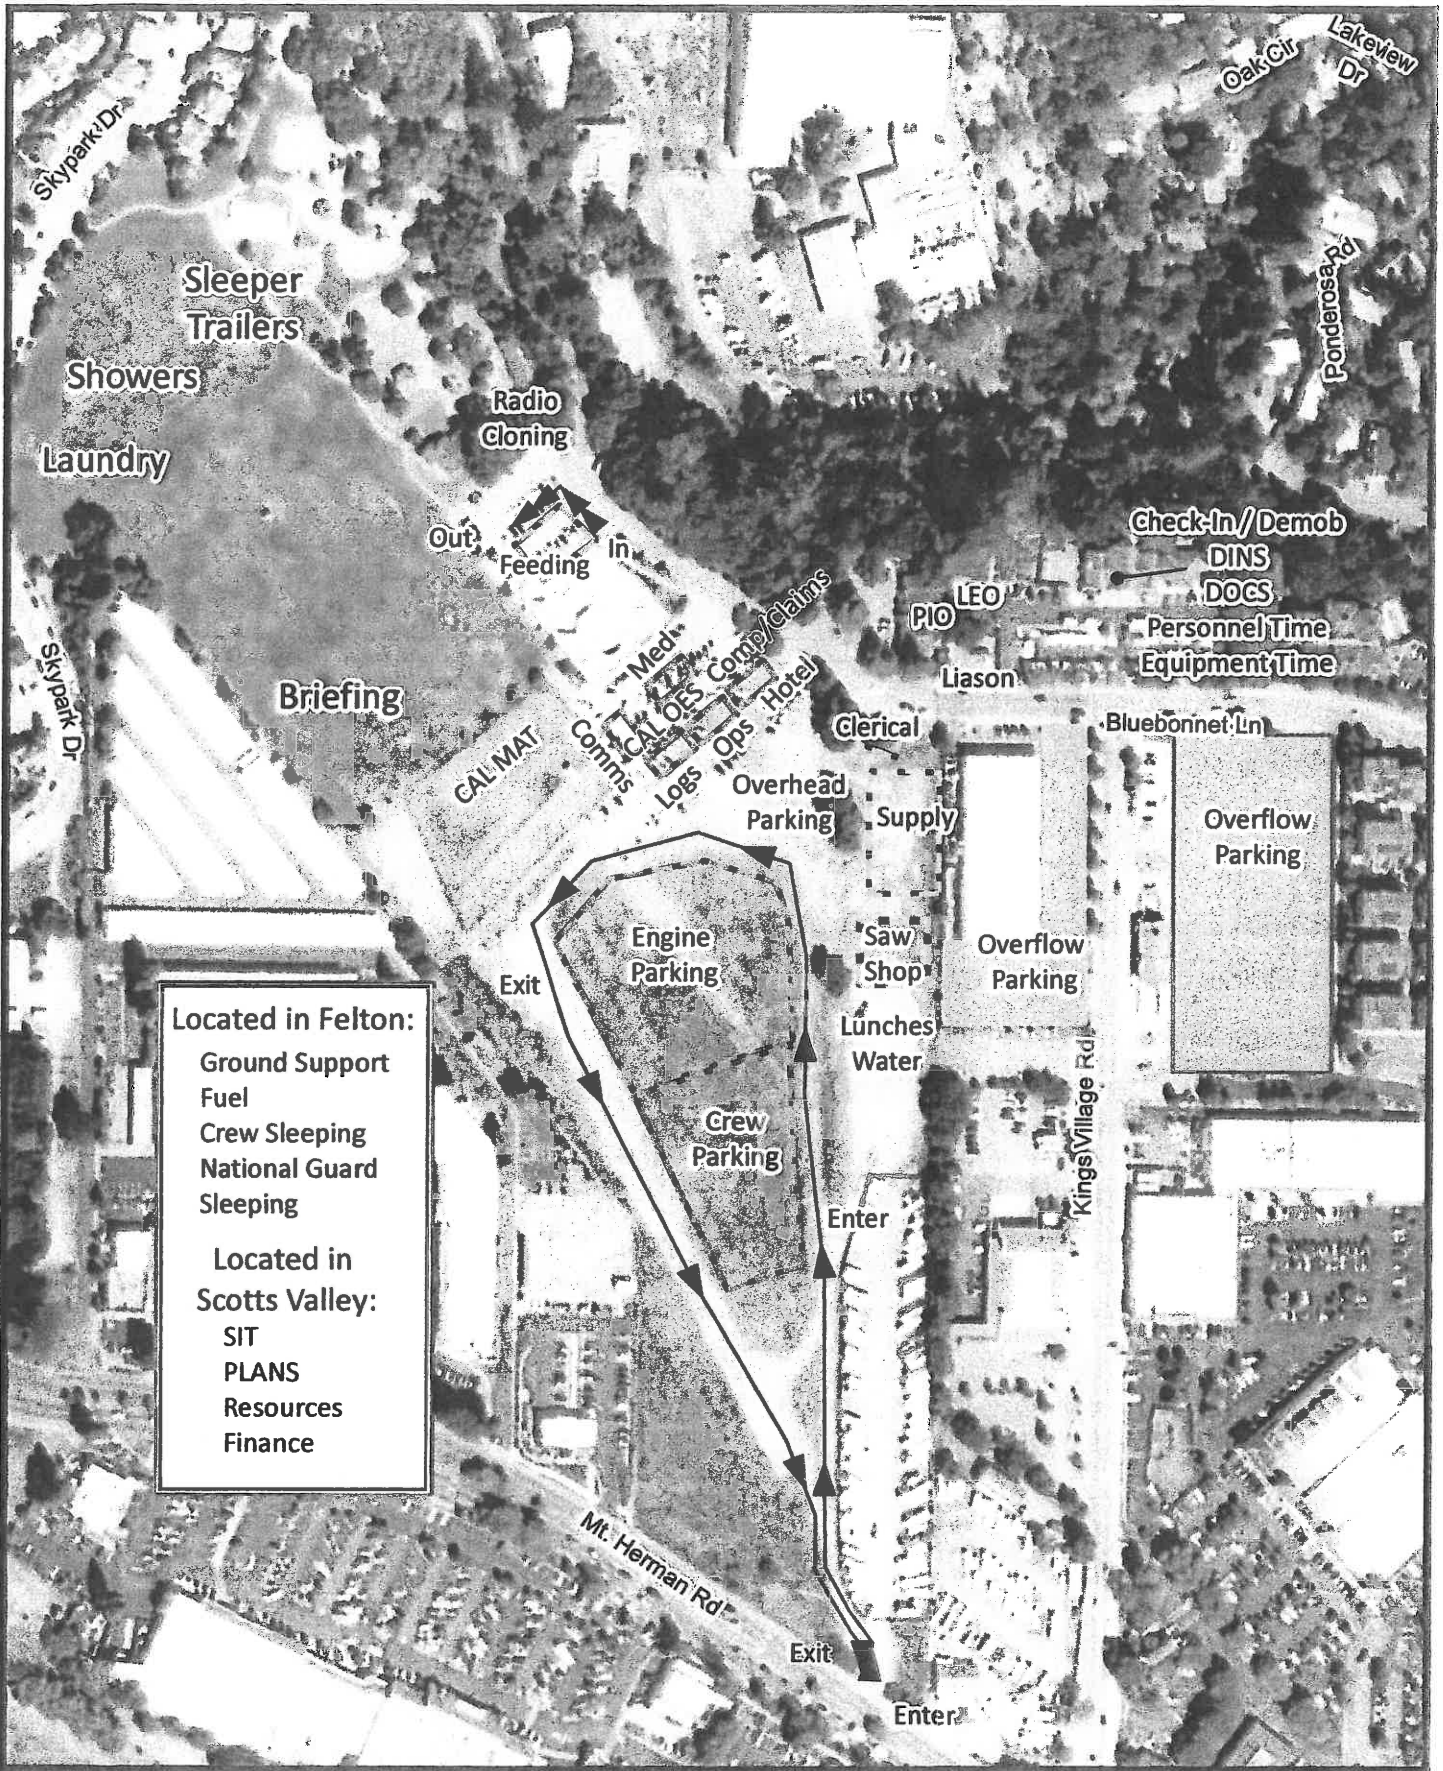 Oak Cir
Lakeview
Dr
Skypark Dr
Ponderosa Rd
Sleeper
Trailers
Showers
Laundry
Radio
Cloning
Out
In
Feeding
Check-In / Demob
DINS
DOCS
Personnel Time
Equipment Time
LEO
PIO
Liason
Skypark Dr
Briefing
Med
Comp/Claims
CAL OES
Hotel
Comms
Ops
Logs
CAL MAT
Clerical
Bluebonnet Ln
Overhead
Parking
Supply
Overflow
Parking
Engine
Parking
Saw
Shop
Overflow
Parking
Exit
Lunches
Water
Crew
Parking
Kings Village Rd
Enter
Located in Felton:
Ground Support
Fuel
Crew Sleeping
National Guard
Sleeping
Located in
Scotts Valley:
SIT
PLANS
Resources
Finance
Mt. Herman Rd
Exit
Enter